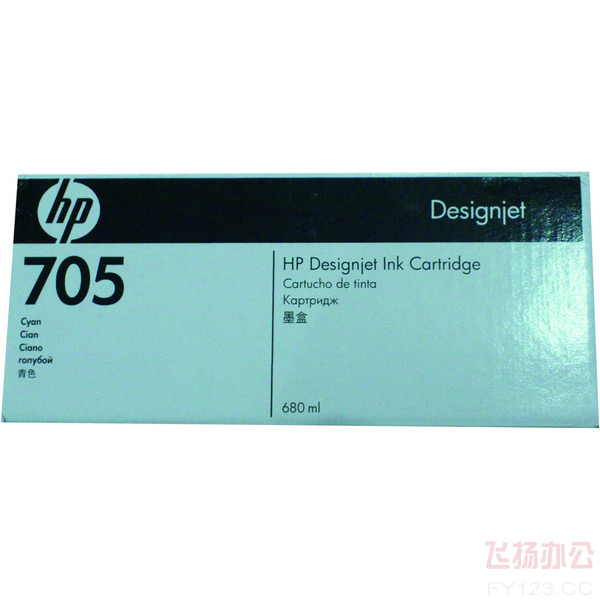 hp
Designjet
705
Cyan
Cian
Ciano
голубой
青色
HP Designjet Ink Cartridge
Cartucho de tinta
Картридж
墨盒
680 ml
飞扬办公
FY123.CC